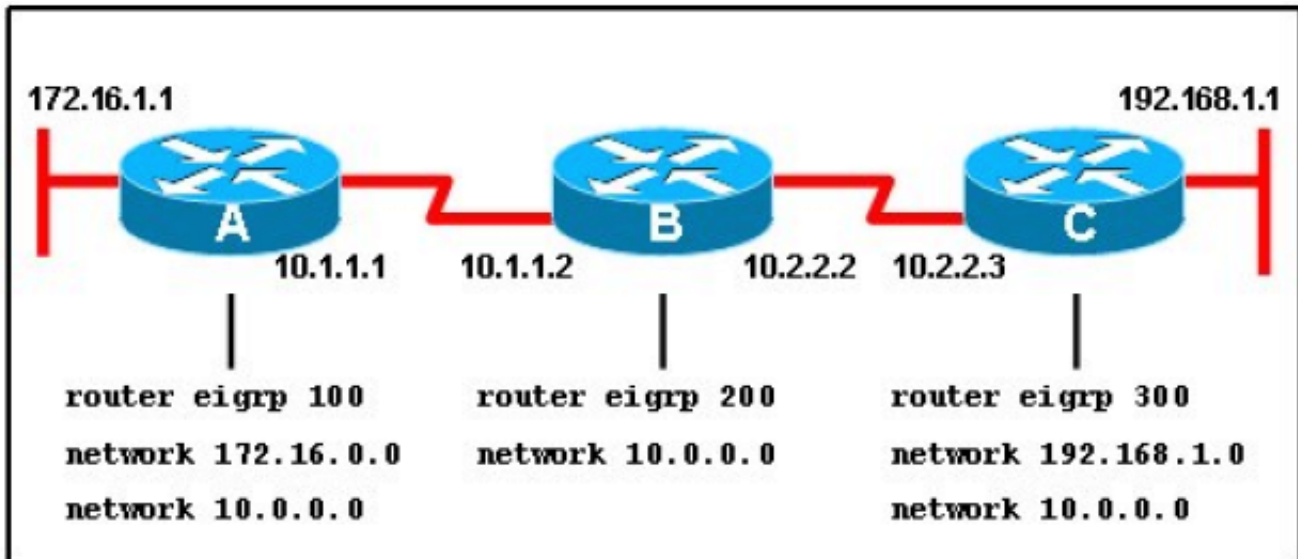 172.16.1.1
192.168.1.1
A
B
C
10.1.1.1
10.1.1.2
10.2.2.2
10.2.2.3
router eigrp 100
network 172.16.0.0
network 10.0.0.0
router eigrp 200
network 10.0.0.0
router eigrp 300
network 192.168.1.0
network 10.0.0.0